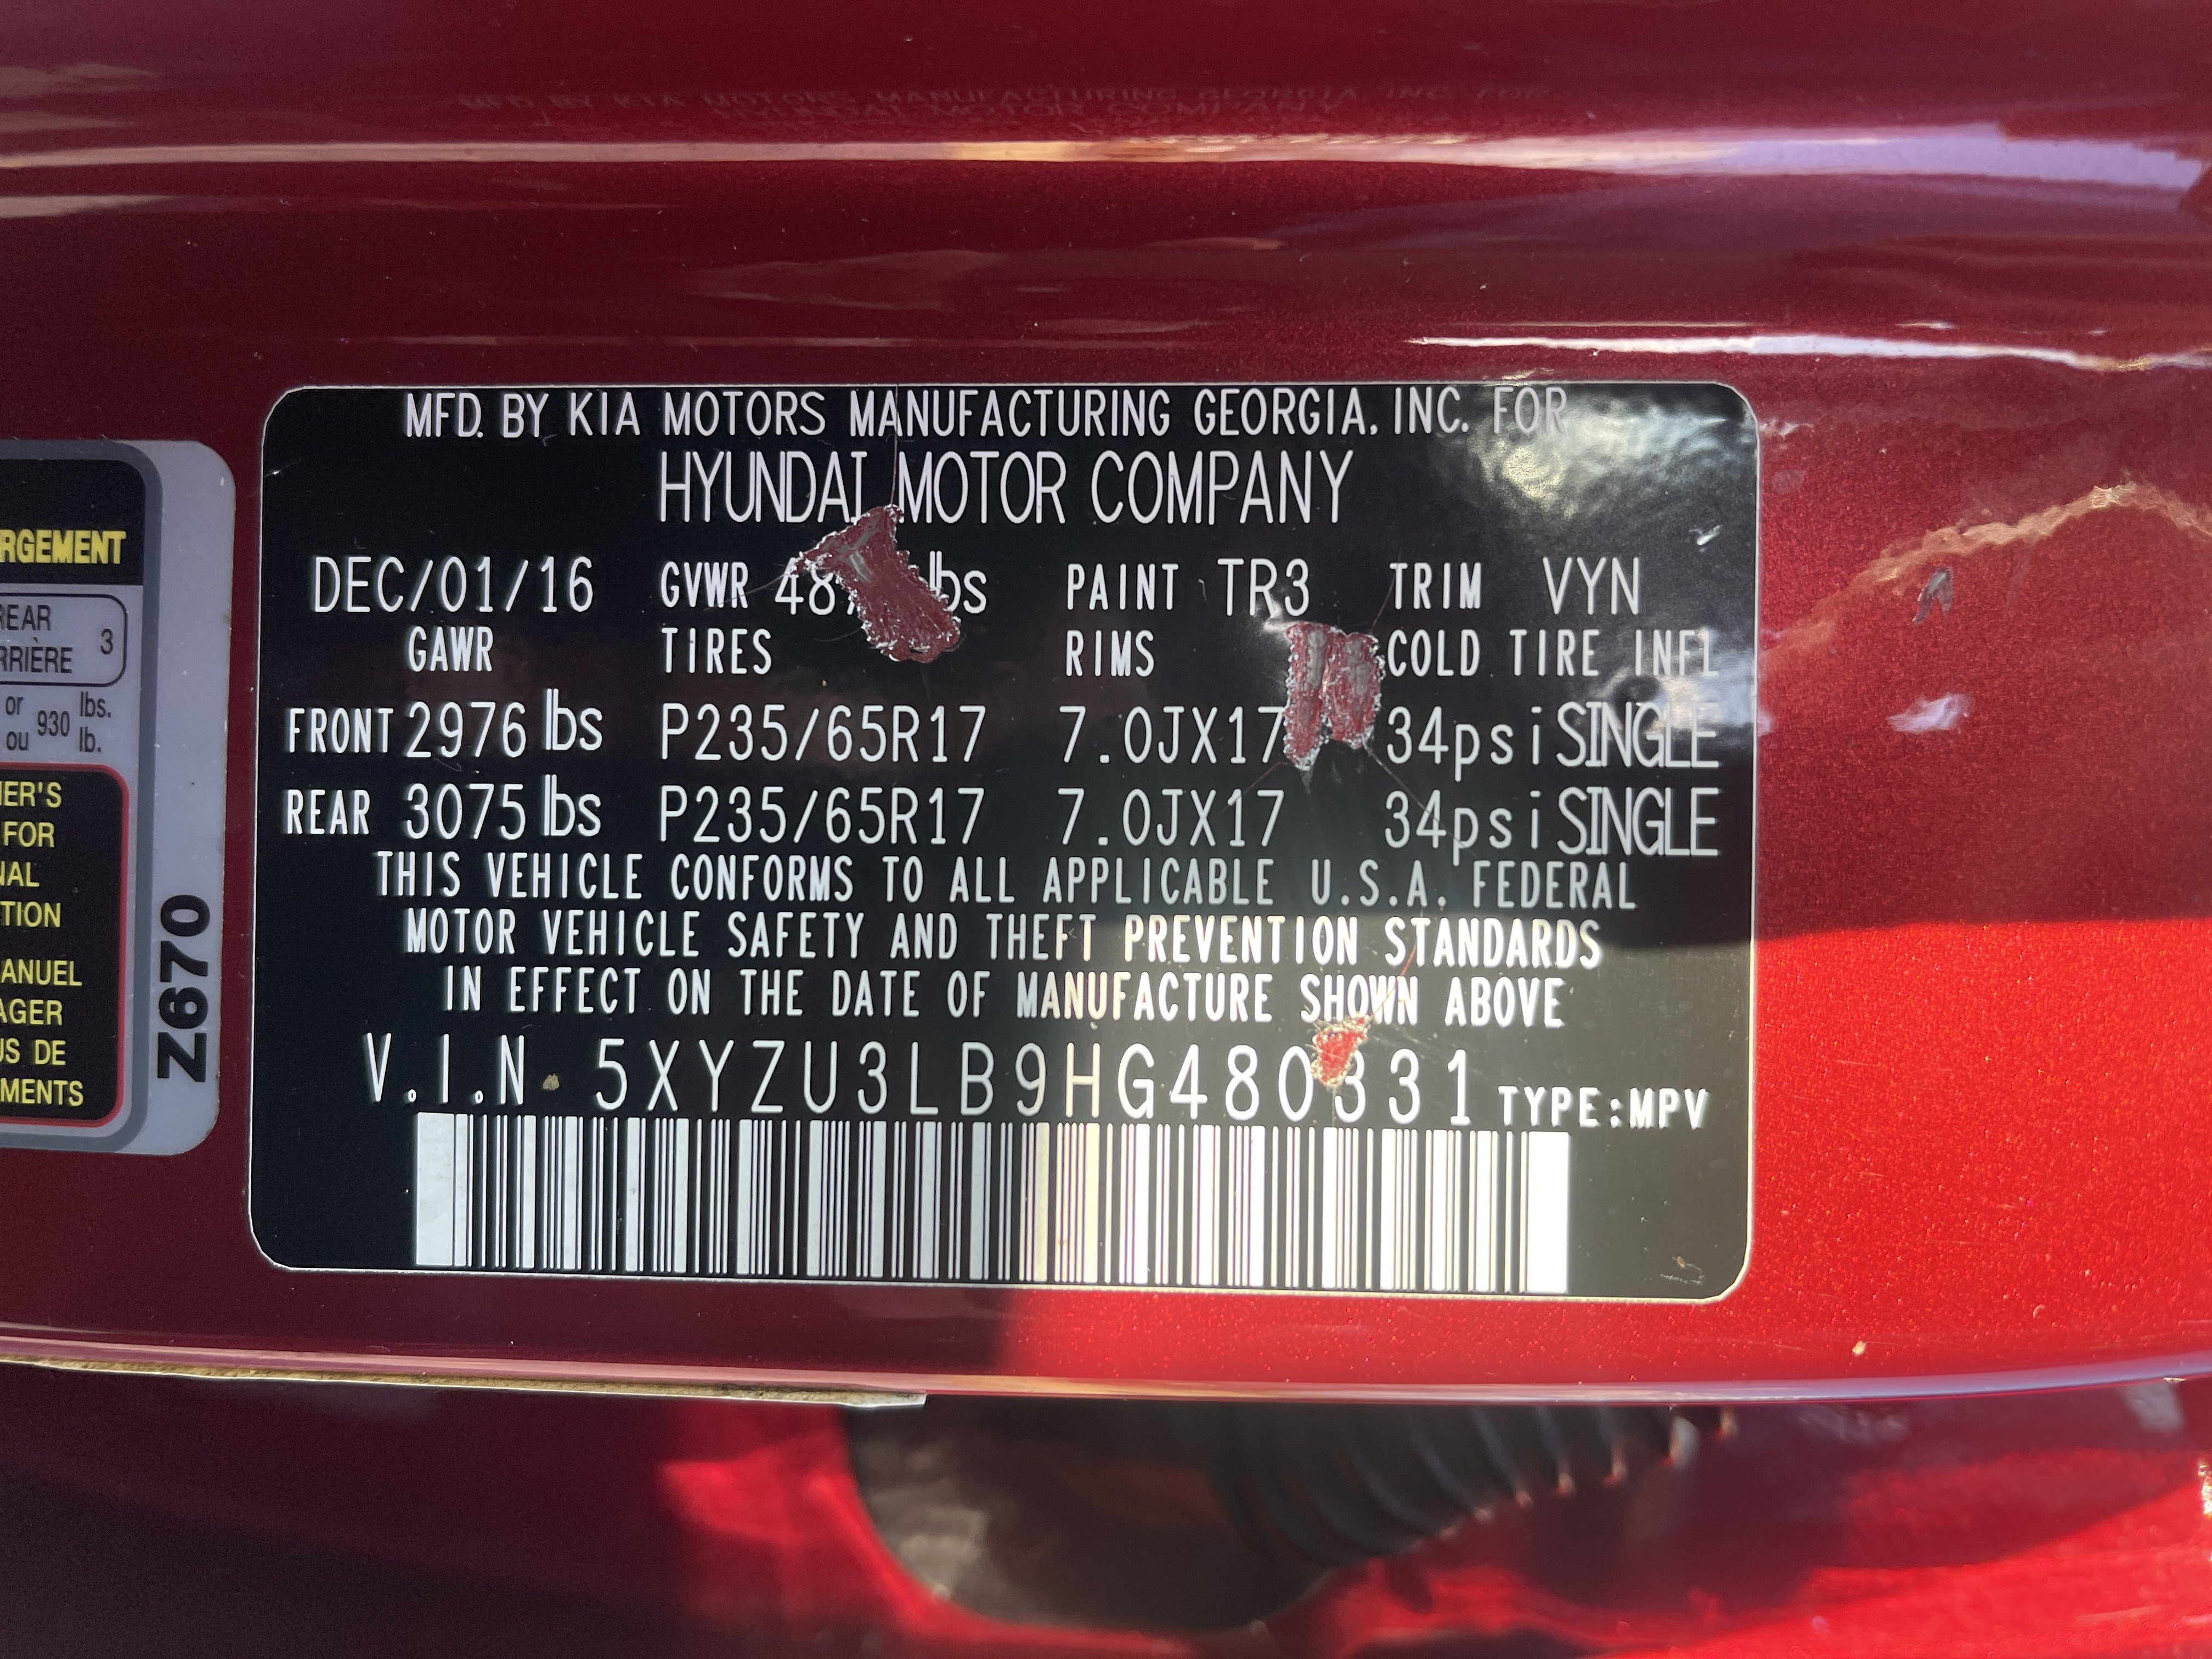 MFD. BY KIA MOTORS MANUFACTURING GEORGIA, INC. FOR
HYUNDAI MOTOR COMPANY
DEC/01/16 GVWR lbs PAINT TR3 TRIM VYN
GAWR TIRES RIMS COLD TIRE INFL
FRONT 2976 lbs P235/65R17 7.0JX17 34psi SINGLE
REAR 3075 lbs P235/65R17 7.0JX17 34psi SINGLE
THIS VEHICLE CONFORMS TO ALL APPLICABLE U.S.A. FEDERAL
MOTOR VEHICLE SAFETY AND THEFT PREVENTION STANDARDS
IN EFFECT ON THE DATE OF MANUFACTURE SHOWN ABOVE
V.I.N. 5XYZU3LB9HG480331 TYPE:MPV
RGEMENT
REAR 3
RRIÈRE
or 930 lbs.
ou lb.
ER'S
FOR
NAL
TION
ANUEL
AGER
US DE
MENTS
Z670